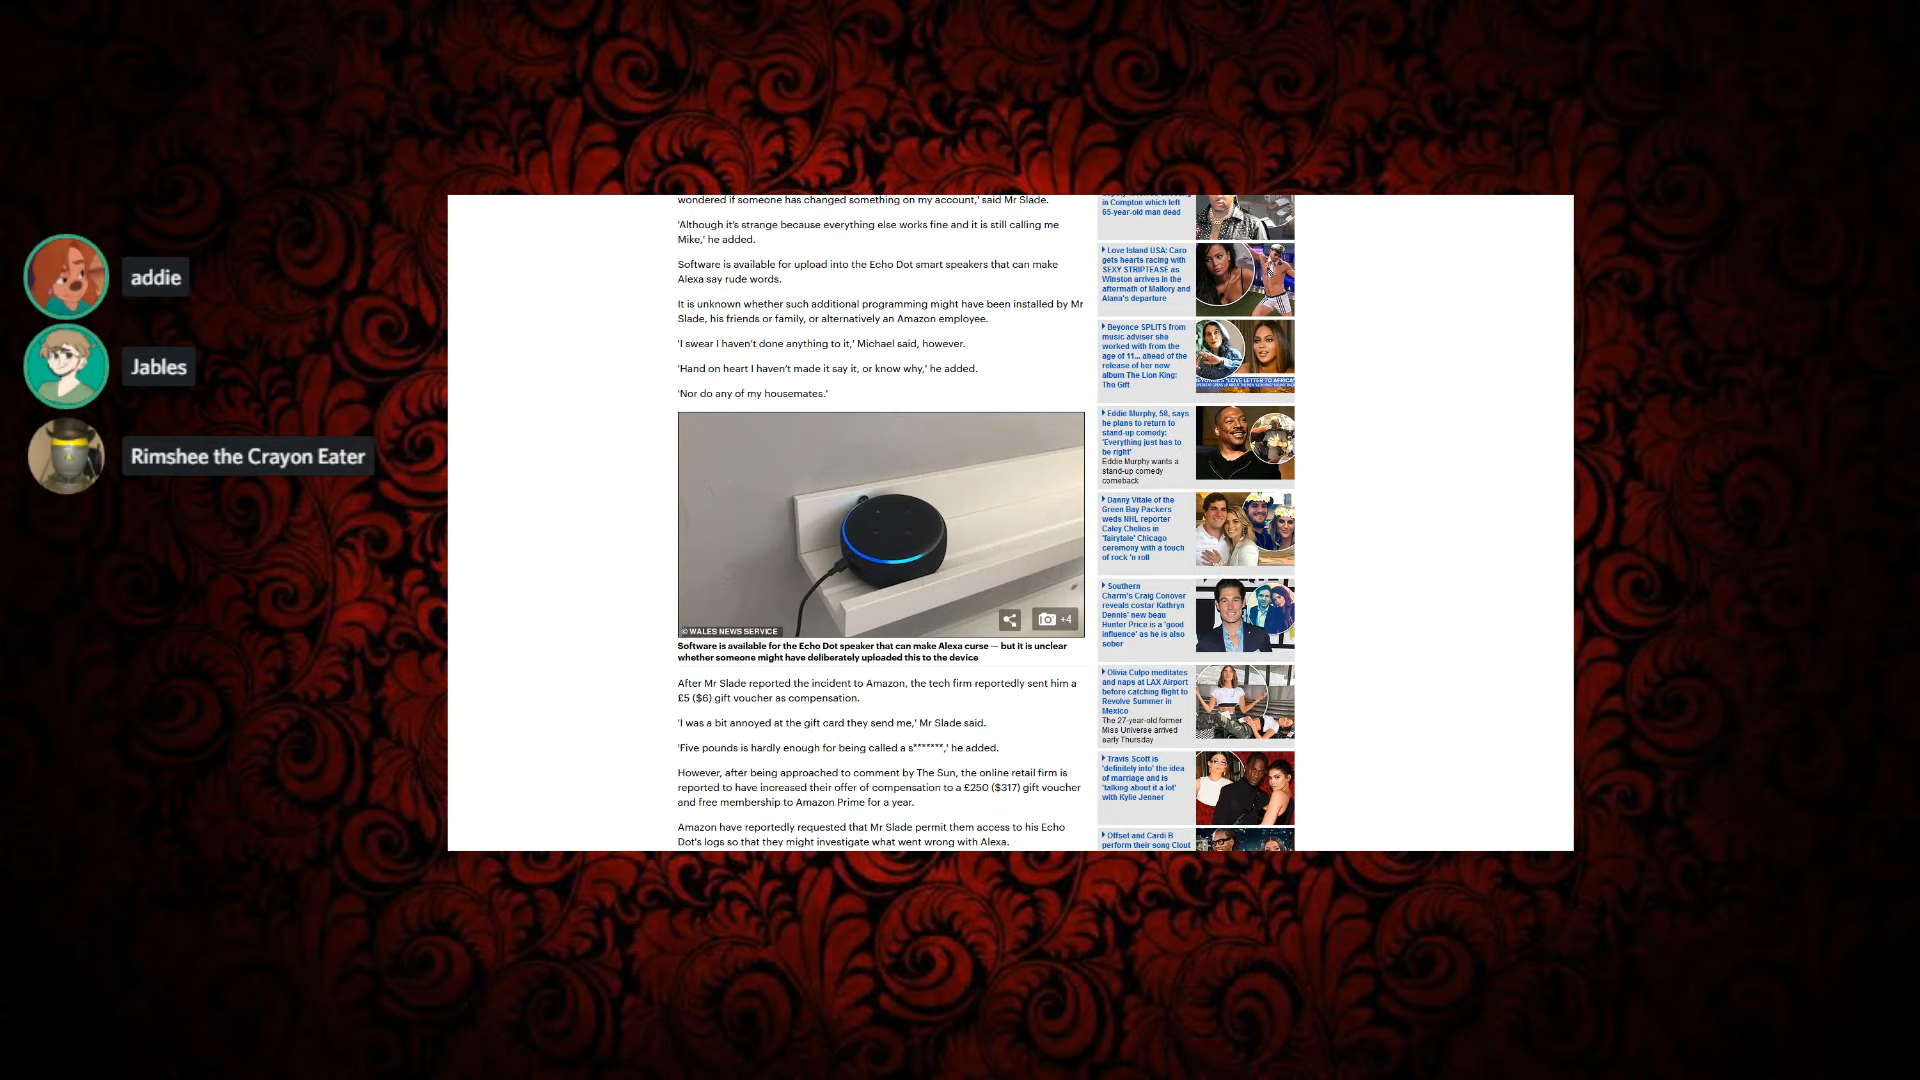 addie
Jables
Rimshee the Crayon Eater
wondered if someone has changed something on my account,' said Mr Slade.
'Although it's strange because everything else works fine and it is still calling me
Mike,' he added.
Software is available for upload into the Echo Dot smart speakers that can make
Alexa say rude words.
It is unknown whether such additional programming might have been installed by Mr
Slade, his friends or family, or alternatively an Amazon employee.
'I swear I haven't done anything to it,' Michael said, however.
'Hand on heart I haven't made it say it, or know why,' he added.
'Nor do any of my housemates.'
© WALES NEWS SERVICE
+4
Software is available for the Echo Dot speaker that can make Alexa curse — but it is unclear
whether someone might have deliberately uploaded this to the device
After Mr Slade reported the incident to Amazon, the tech firm reportedly sent him a
£5 ($6) gift voucher as compensation.
'I was a bit annoyed at the gift card they send me,' Mr Slade said.
'Five pounds is hardly enough for being called a s*******,' he added.
However, after being approached to comment by The Sun, the online retail firm is
reported to have increased their offer of compensation to a £250 ($317) gift voucher
and free membership to Amazon Prime for a year.
Amazon have reportedly requested that Mr Slade permit them access to his Echo
Dot's logs so that they might investigate what went wrong with Alexa.
in Compton which left
65-year-old man dead
Love Island USA: Caro
gets hearts racing with
SEXY STRIPTEASE as
Winston arrives in the
aftermath of Mallory and
Alana's departure
Beyonce SPLITS from
music adviser she
worked with from the
age of 11... ahead of the
release of her new
album The Lion King:
The Gift
'LOVE LETTER TO AFRICA'
Eddie Murphy, 58, says
he plans to return to
stand-up comedy:
'Everything just has to
be right'
Eddie Murphy wants a
stand-up comedy
comeback
Danny Vitale of the
Green Bay Packers
weds NHL reporter
Caley Chelios in
'fairytale' Chicago
ceremony with a touch
of rock 'n roll
Southern
Charm's Craig Conover
reveals costar Kathryn
Dennis' new beau
Hunter Price is a 'good
influence' as he is also
sober
Olivia Culpo meditates
and naps at LAX Airport
before catching flight to
Revolve Summer in
Mexico
The 27-year-old former
Miss Universe arrived
early Thursday
Travis Scott is
'definitely into' the idea
of marriage and is
'talking about it a lot'
with Kylie Jenner
Offset and Cardi B
perform their song Clout